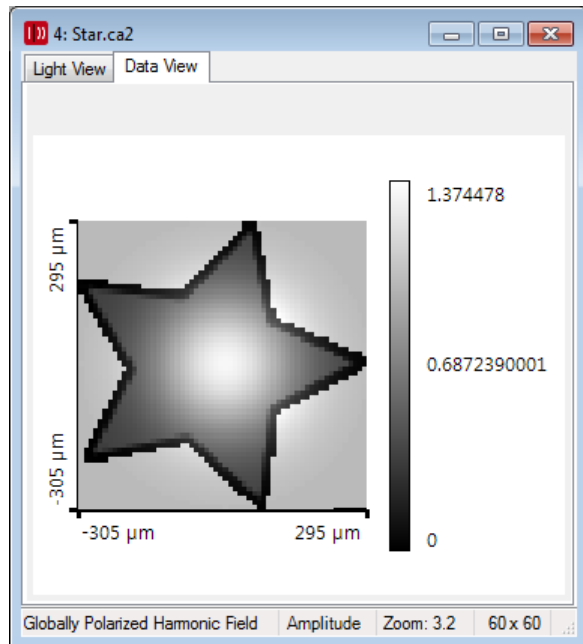 4: Star.ca2
Light View
Data View
1.374478
295 µm
0.6872390001
-305 µm
0
-305 µm
295 µm
Globally Polarized Harmonic Field
Amplitude
Zoom: 3.2
60 x 60